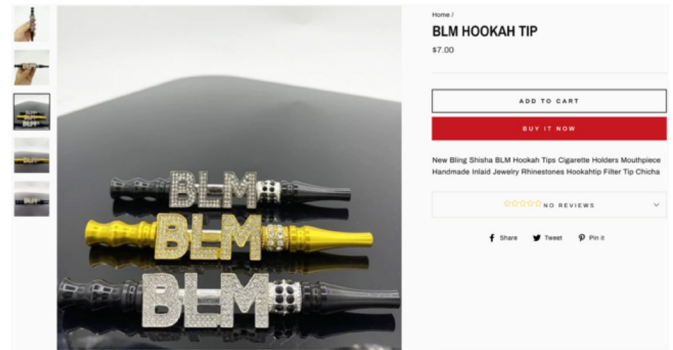 Home /
BLM HOOKAH TIP
$7.00
ADD TO CART
BUY IT NOW
New Bling Shisha BLM Hookah Tips Cigarette Holders Mouthpiece
Handmade Inlaid Jewelry Rhinestones Hookahtip Filter Tip Chicha
NO REVIEWS
Share Tweet Pin it
BLM
BLM
BLM